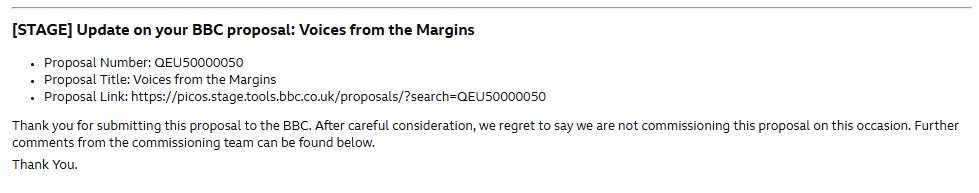 [STAGE] Update on your BBC proposal: Voices from the Margins
• Proposal Number: QEU50000050
• Proposal Title: Voices from the Margins
• Proposal Link: https://picos.stage.tools.bbc.co.uk/proposals/?search=QEU50000050
Thank you for submitting this proposal to the BBC. After careful consideration, we regret to say we are not commissioning this proposal on this occasion. Further
comments from the commissioning team can be found below.
Thank You.